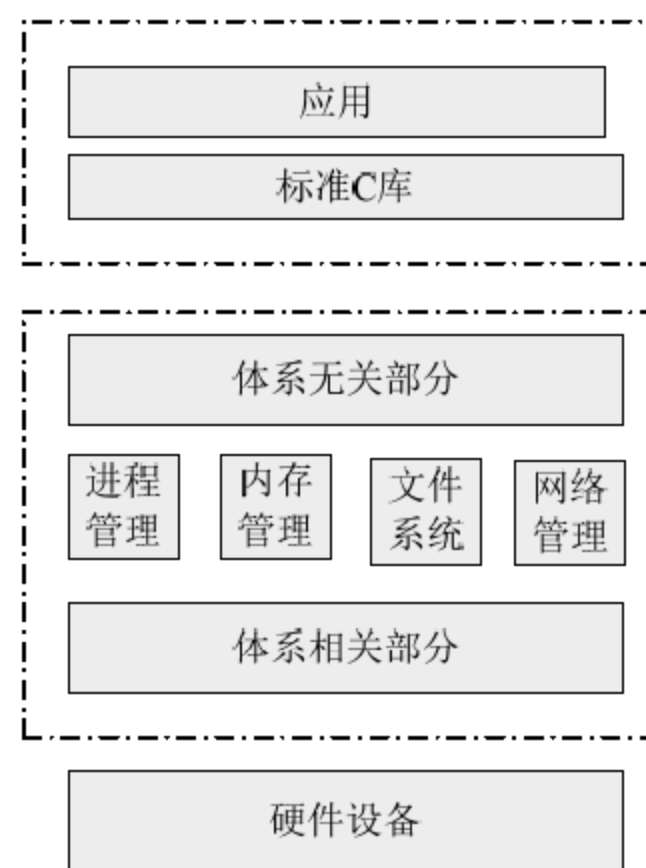 应用
标准C库
体系无关部分
进程 内存 文件 网络
管理 管理 系统 管理
体系相关部分
硬件设备